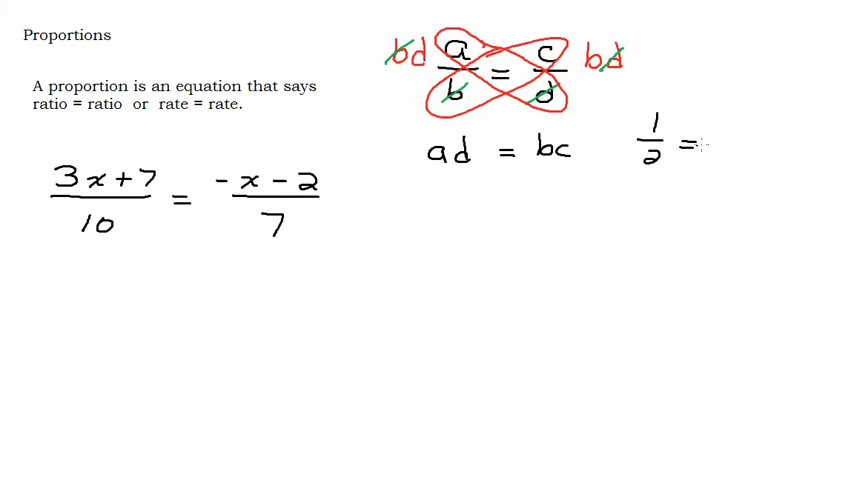 Proportions
A proportion is an equation that says
ratio = ratio or rate = rate.
bd a/b = c/d bd
ad = bc
1/2 =
(3x+7)/10 = (-x-2)/7